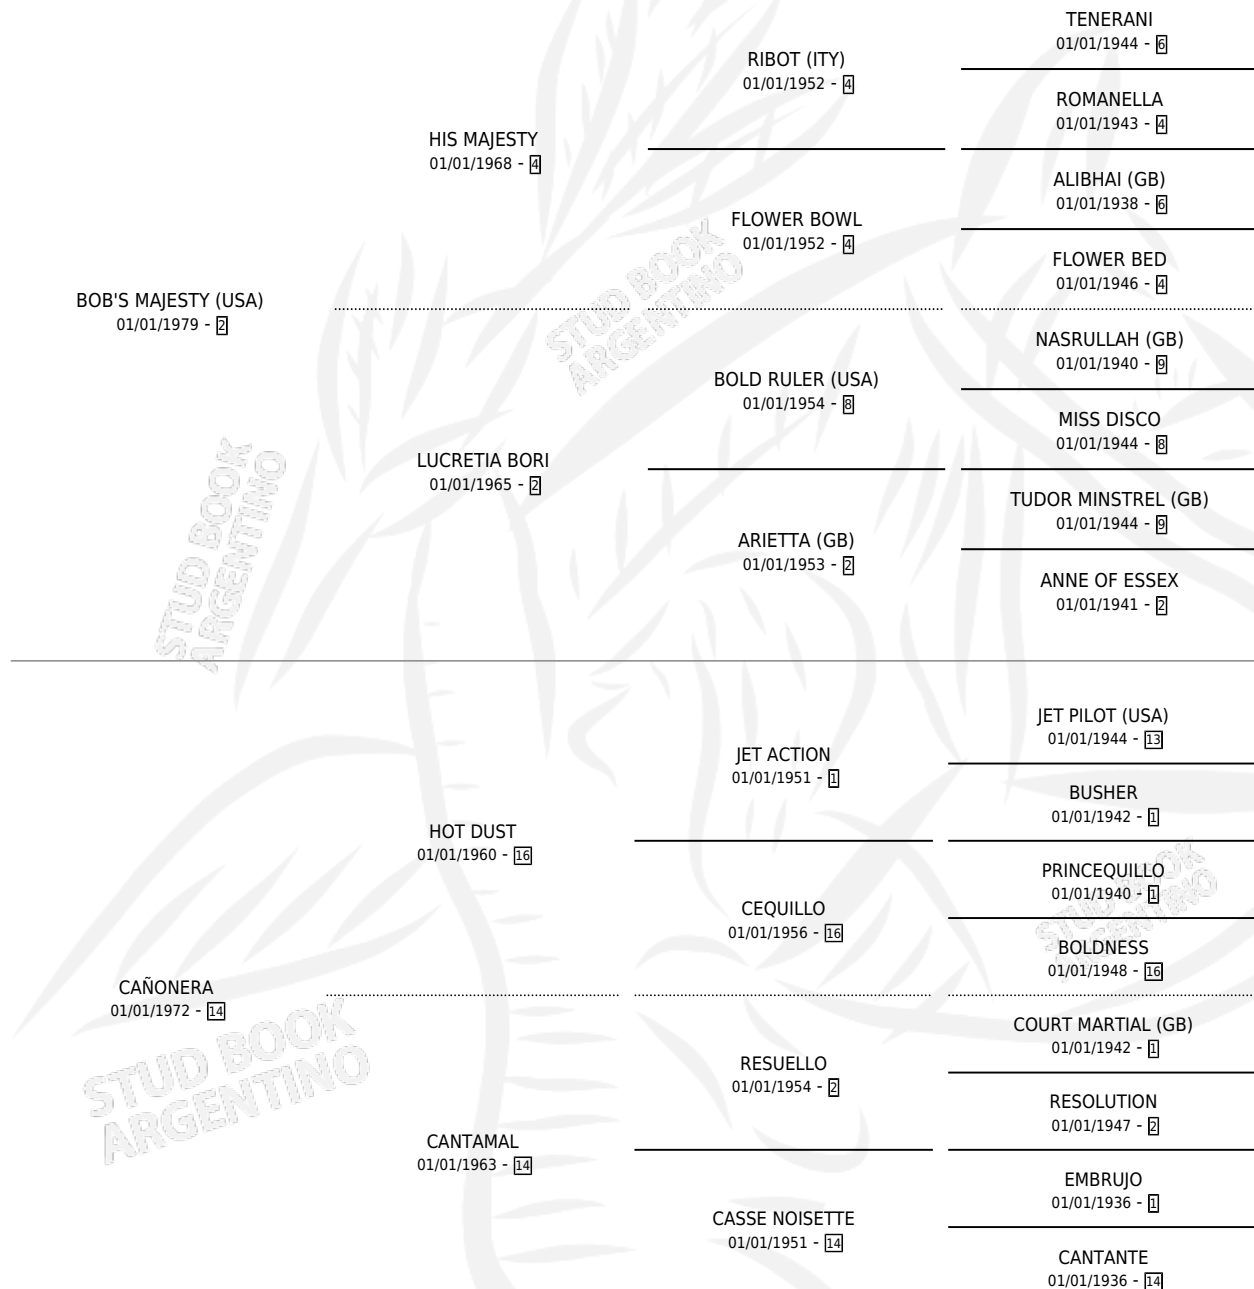 TENERANI
01/01/1944 - 6
RIBOT (ITY)
01/01/1952 - 4
ROMANELLA
01/01/1943 - 4
HIS MAJESTY
01/01/1968 - 4
ALIBHAI (GB)
01/01/1938 - 6
FLOWER BOWL
01/01/1952 - 4
FLOWER BED
01/01/1946 - 4
BOB'S MAJESTY (USA)
01/01/1979 - 2
STUD BOOK
ARGENTINO
NASRULLAH (GB)
01/01/1940 - 9
BOLD RULER (USA)
01/01/1954 - 8
MISS DISCO
01/01/1944 - 8
LUCRETIA BORI
01/01/1965 - 2
TUDOR MINSTREL (GB)
01/01/1944 - 9
ARIETTA (GB)
01/01/1953 - 2
ANNE OF ESSEX
01/01/1941 - 2
STUD BOOK
ARGENTINO
JET PILOT (USA)
01/01/1944 - 13
JET ACTION
01/01/1951 - 1
BUSHER
01/01/1942 - 1
HOT DUST
01/01/1960 - 16
PRINCEQUILLO
01/01/1940 - 1
CEQUILLO
01/01/1956 - 16
STUD BOOK
ARGENTINO
BOLDNESS
01/01/1948 - 16
CAÑONERA
01/01/1972 - 14
STUD BOOK
ARGENTINO
COURT MARTIAL (GB)
01/01/1942 - 1
RESUELLO
01/01/1954 - 2
RESOLUTION
01/01/1947 - 2
CANTAMAL
01/01/1963 - 14
EMBRUJO
01/01/1936 - 1
CASSE NOISETTE
01/01/1951 - 14
CANTANTE
01/01/1936 - 14